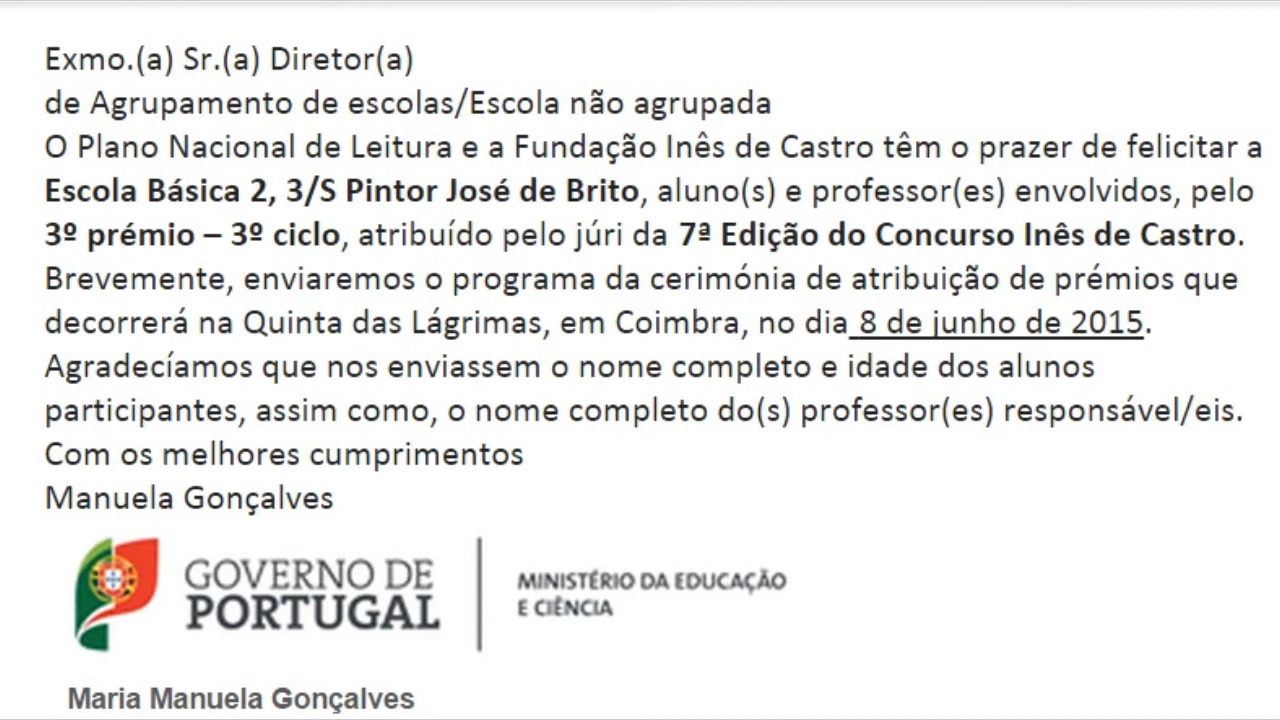 Exmo.(a) Sr.(a) Diretor(a)
de Agrupamento de escolas/Escola não agrupada
O Plano Nacional de Leitura e a Fundação Inês de Castro têm o prazer de felicitar a
Escola Básica 2, 3/S Pintor José de Brito, aluno(s) e professor(es) envolvidos, pelo
3º prémio – 3º ciclo, atribuído pelo júri da 7ª Edição do Concurso Inês de Castro.
Brevemente, enviaremos o programa da cerimónia de atribuição de prémios que
decorrerá na Quinta das Lágrimas, em Coimbra, no dia 8 de junho de 2015.
Agradecíamos que nos enviassem o nome completo e idade dos alunos
participantes, assim como, o nome completo do(s) professor(es) responsável/eis.
Com os melhores cumprimentos
Manuela Gonçalves
GOVERNO DE
PORTUGAL
MINISTÉRIO DA EDUCAÇÃO
E CIÊNCIA
Maria Manuela Gonçalves